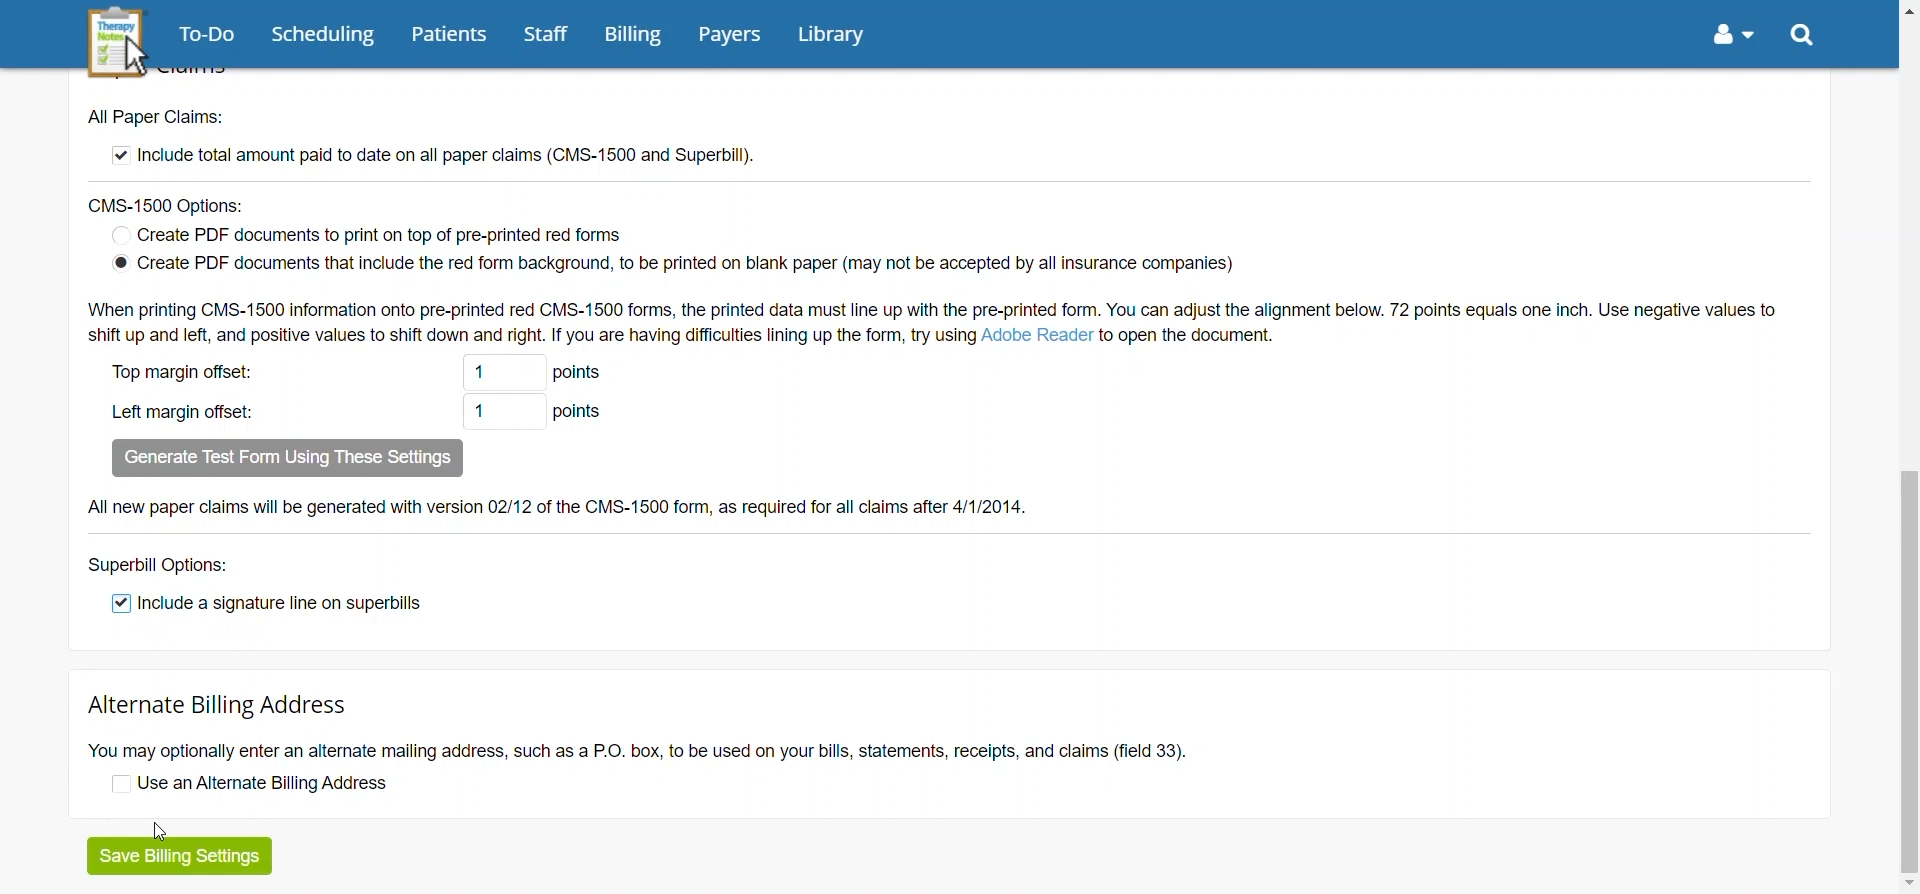 Therapy Notes To-Do Scheduling Patients Staff Billing Payers Library
Claims
All Paper Claims:
Include total amount paid to date on all paper claims (CMS-1500 and Superbill).
CMS-1500 Options:
Create PDF documents to print on top of pre-printed red forms
Create PDF documents that include the red form background, to be printed on blank paper (may not be accepted by all insurance companies)
When printing CMS-1500 information onto pre-printed red CMS-1500 forms, the printed data must line up with the pre-printed form. You can adjust the alignment below. 72 points equals one inch. Use negative values to
shift up and left, and positive values to shift down and right. If you are having difficulties lining up the form, try using Adobe Reader to open the document.
Top margin offset: 1 points
Left margin offset: 1 points
Generate Test Form Using These Settings
All new paper claims will be generated with version 02/12 of the CMS-1500 form, as required for all claims after 4/1/2014.
Superbill Options:
Include a signature line on superbills
Alternate Billing Address
You may optionally enter an alternate mailing address, such as a P.O. box, to be used on your bills, statements, receipts, and claims (field 33).
Use an Alternate Billing Address
Save Billing Settings